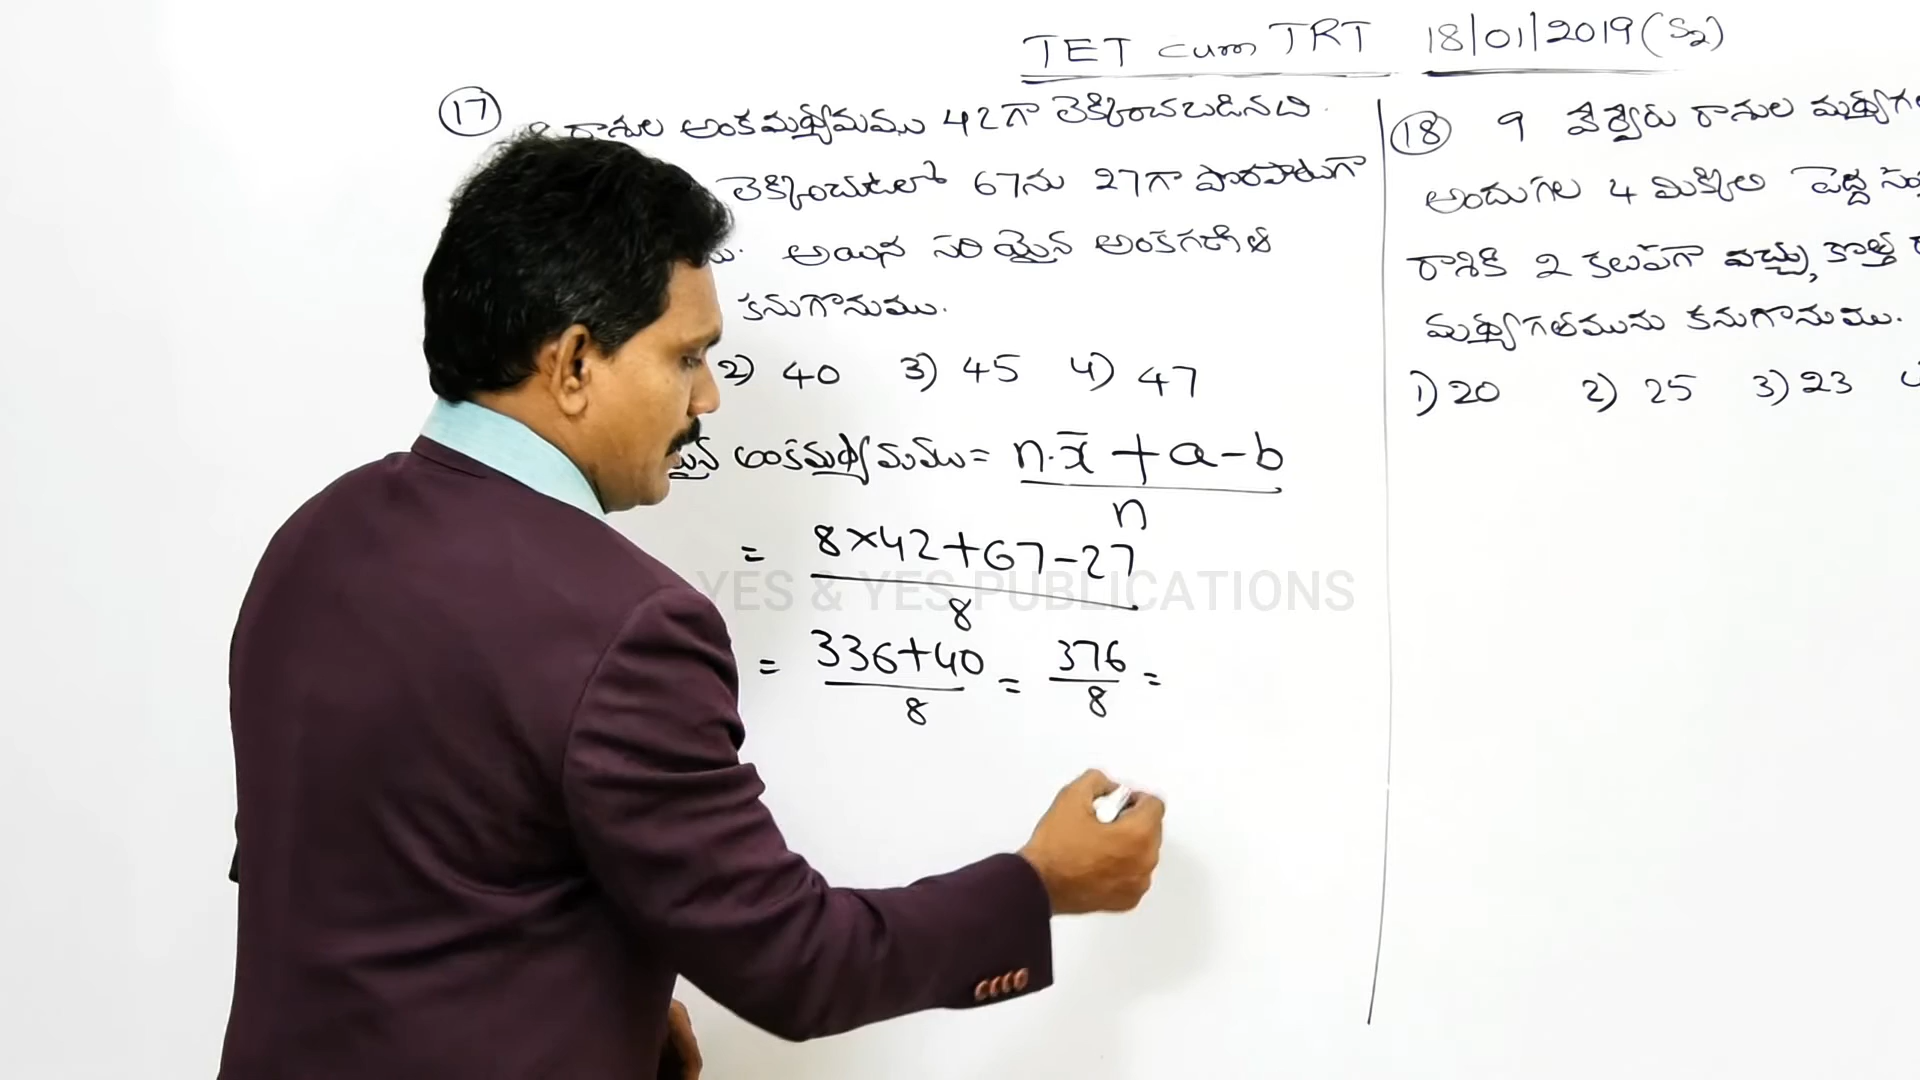 TET cum TRT 18/01/2019 (S2)
17 8 రాశుల అంకమధ్యమము 42గా లెక్కించబడినది.
లెక్కించుటలో 67ను 27గా పొరపాటుగా
అయిన సరియైన అంకగణిత
కనుగొనుము.
2) 40 3) 45 4) 47
అంకమధ్యమము = n.x̄ + a - b
n
= 8×42+67-27
8
= 336+40 = 376 =
8 8
18 9 వేర్వేరు రాశుల
అందుగల 4 మిక్కిలి పెద్ద
రాశికి 2 కలుపగా వచ్చు, కొత్త
మధ్యగతమును కనుగొనుము.
1) 20 2) 25 3) 23
YES & YES PUBLICATIONS